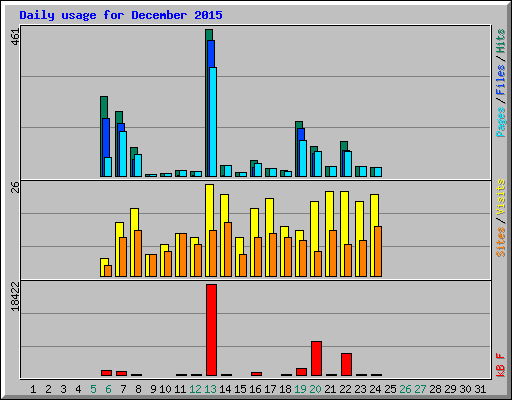 Daily usage for December 2015
461
Pages / Files / Hits
26
Sites / Visits
18422
kB F
1 2 3 4 5 6 7 8 9 10 11 12 13 14 15 16 17 18 19 20 21 22 23 24 25 26 27 28 29 30 31